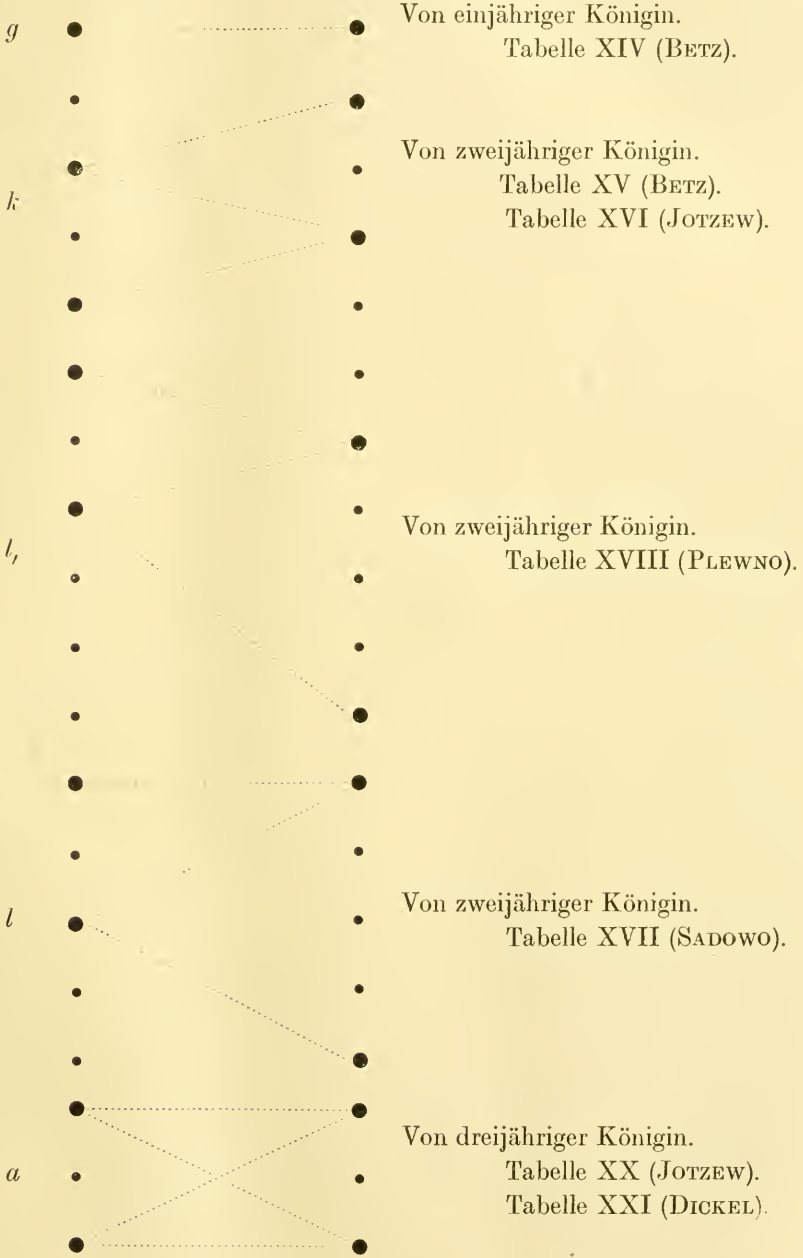 g
Von einjähriger Königin.
Tabelle XIV (Betz).
Von zweijähriger Königin.
k
Tabelle XV (Betz).
Tabelle XVI (Jotzew).
Von zweijähriger Königin.
l,
Tabelle XVIII (Plewno).
l
Von zweijähriger Königin.
Tabelle XVII (Sadowo).
Von dreijähriger Königin.
a
Tabelle XX (Jotzew).
Tabelle XXI (Dickel).